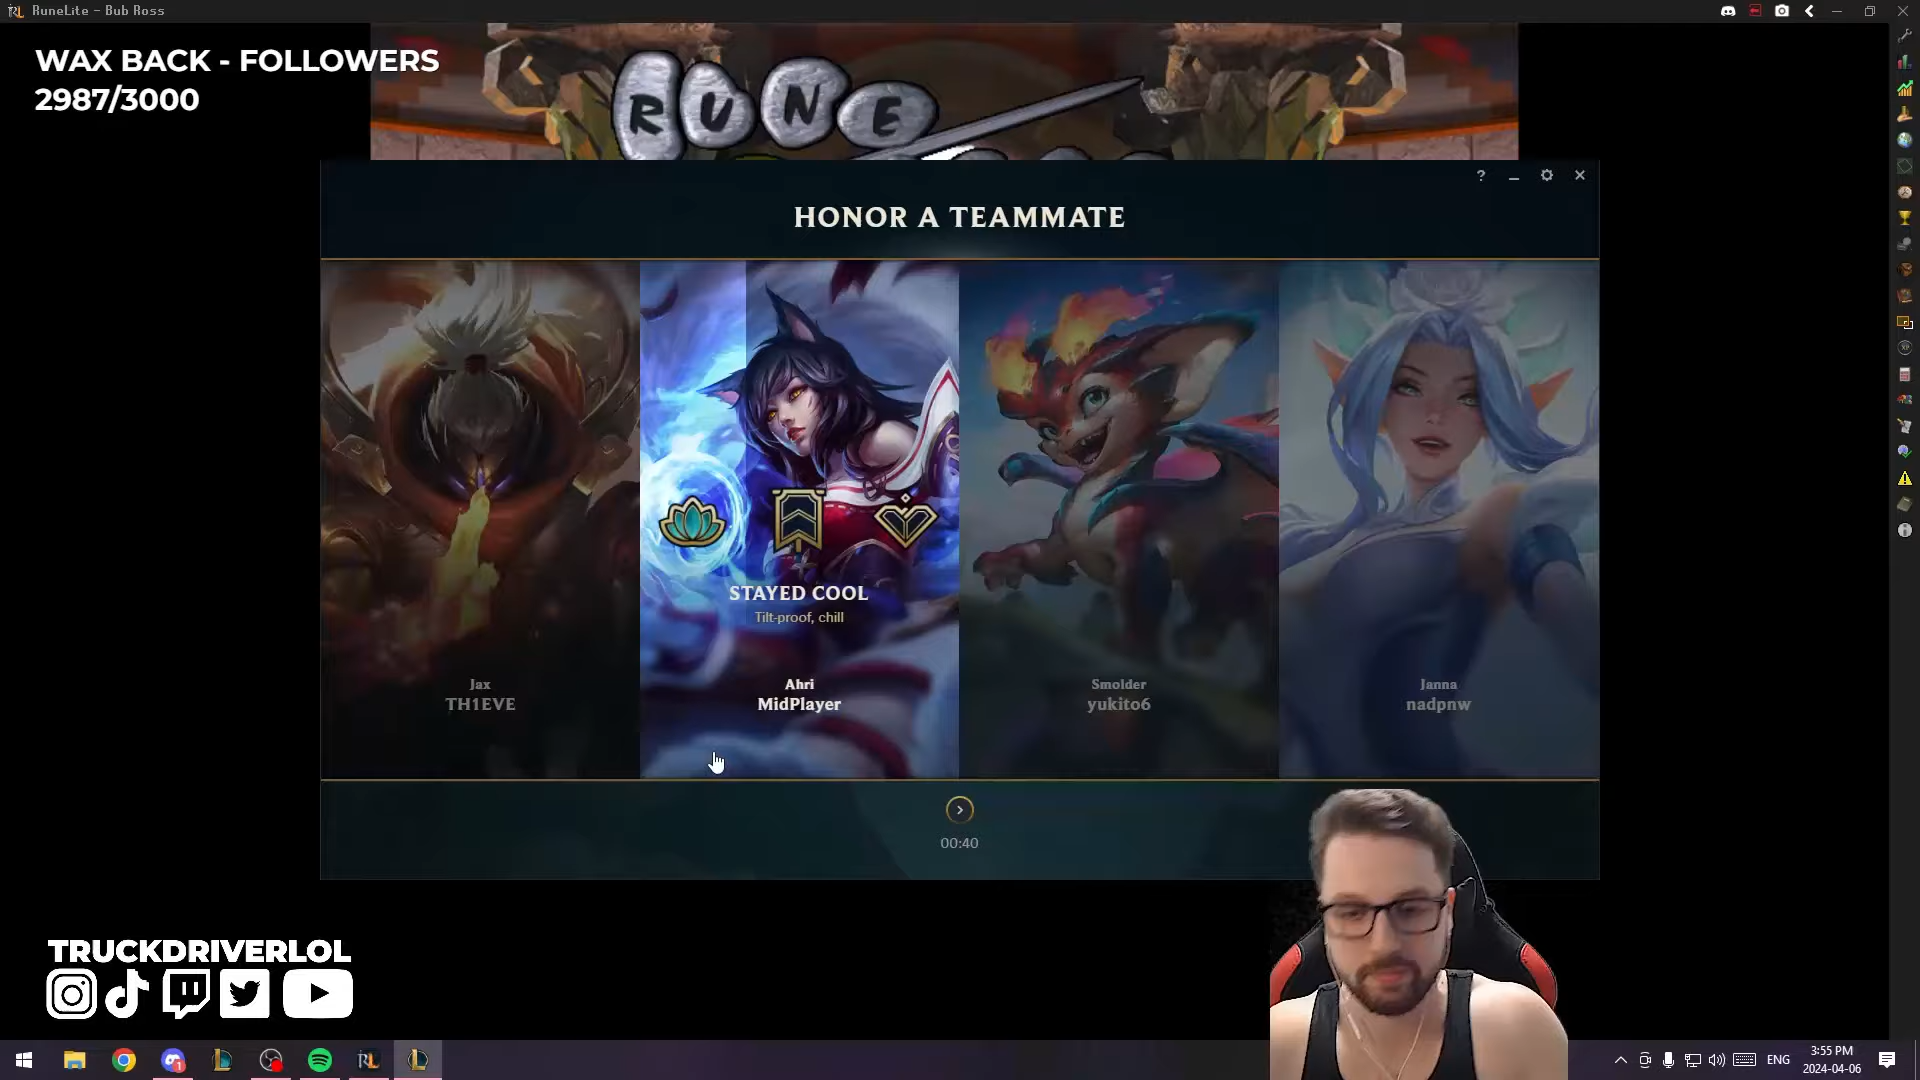 RuneLite - Bub Ross
WAX BACK - FOLLOWERS
2987/3000
RUNE
HONOR A TEAMMATE
?
STAYED COOL
Tilt-proof, chill
Jax
TH1EVE
Ahri
MidPlayer
Smolder
yukito6
Janna
nadpnw
00:40
TRUCKDRIVERLOL
RL
ENG
3:55 PM
2024-04-06